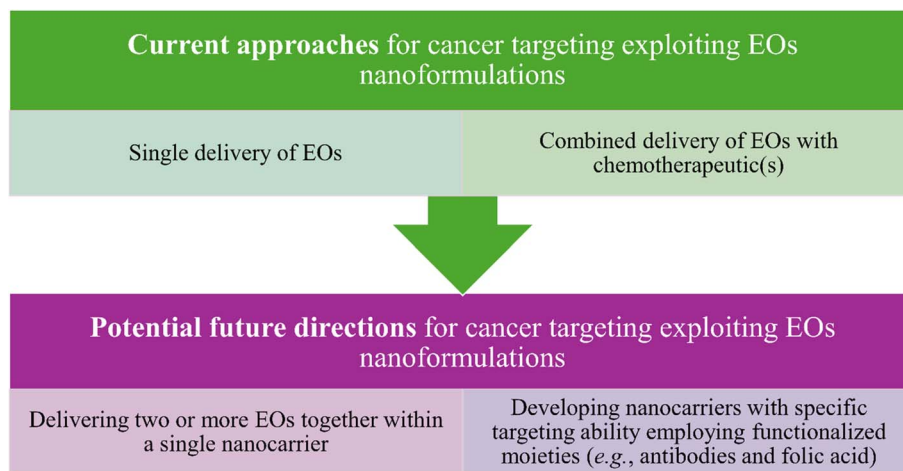 Current approaches for cancer targeting exploiting EOs
nanoformulations
Single delivery of EOs
Combined delivery of EOs with
chemotherapeutic(s)
Potential future directions for cancer targeting exploiting EOs
nanoformulations
Delivering two or more EOs together within
a single nanocarrier
Developing nanocarriers with specific
targeting ability employing functionalized
moieties (e.g., antibodies and folic acid)